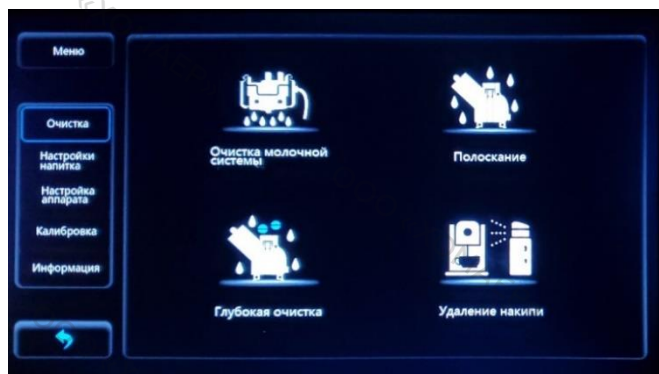 Меню
Очистка
Настройки
напитка
Настройка
аппарата
Калибровка
Информация
Очистка молочной
системы
Полоскание
Глубокая очистка
Удаление накипи